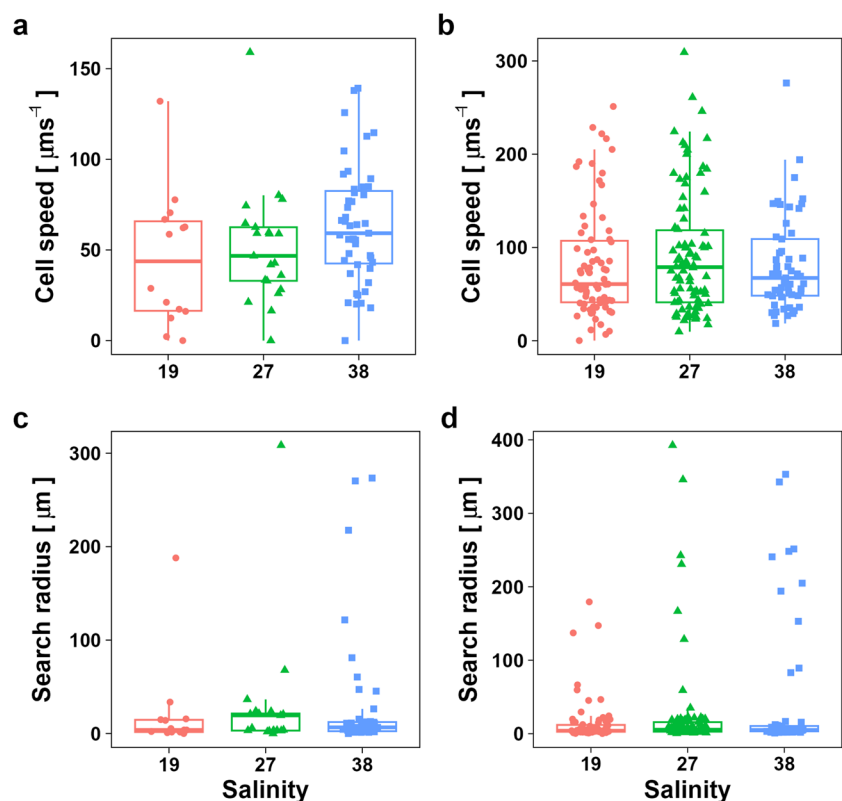 a
Cell speed [ μms⁻¹ ]
150
100
50
0
19 27 38
b
Cell speed [ μms⁻¹ ]
300
200
100
0
19 27 38
c
Search radius [ μm ]
300
200
100
0
19 27 38
Salinity
d
Search radius [ μm ]
400
300
200
100
0
19 27 38
Salinity